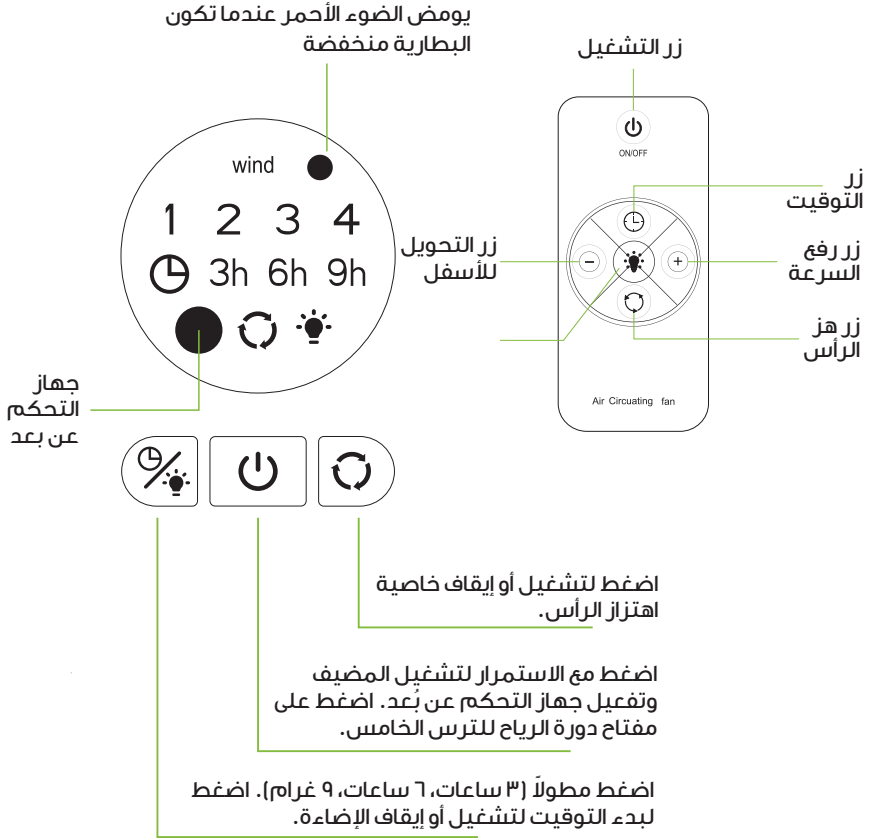 يومض الضوء الأحمر عندما تكون
البطارية منخفضة
زر التشغيل
ON/OFF
wind
1 2 3 4
3h 6h 9h
زر
التوقيت
زر رفع
السرعة
زر التحويل
للأسفل
زر هز
الرأس
Air Circuating fan
جهاز
التحكم
عن بعد
اضغط لتشغيل أو إيقاف خاصية
اهتزاز الرأس.
اضغط مع الاستمرار لتشغيل المضيف
وتفعيل جهاز التحكم عن بُعد. اضغط على
مفتاح دورة الرياح للترس الخامس.
اضغط مطولاً (٣ ساعات، ٦ ساعات، ٩ غرام). اضغط
لبدء التوقيت لتشغيل أو إيقاف الإضاءة.